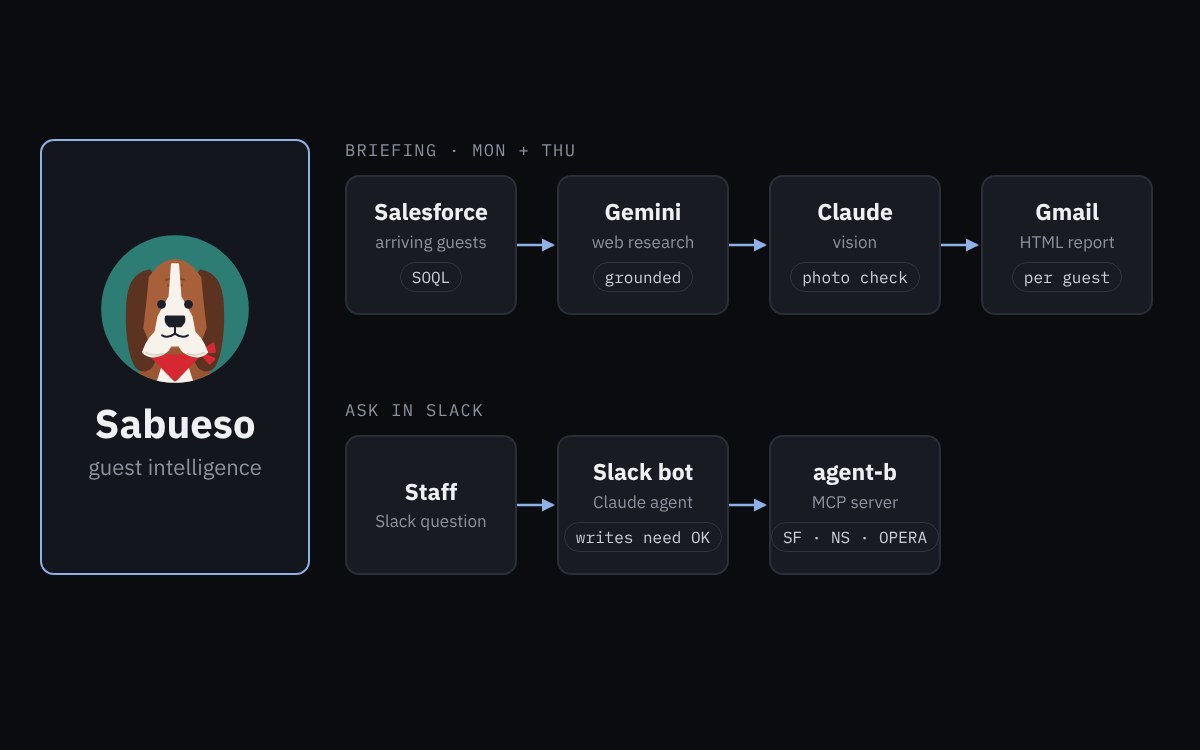 Sabueso
guest intelligence
BRIEFING · MON + THU
Salesforce
arriving guests
SOQL
Gemini
web research
grounded
Claude
vision
photo check
Gmail
HTML report
per guest
ASK IN SLACK
Staff
Slack question
Slack bot
Claude agent
writes need OK
agent-b
MCP server
SF · NS · OPERA